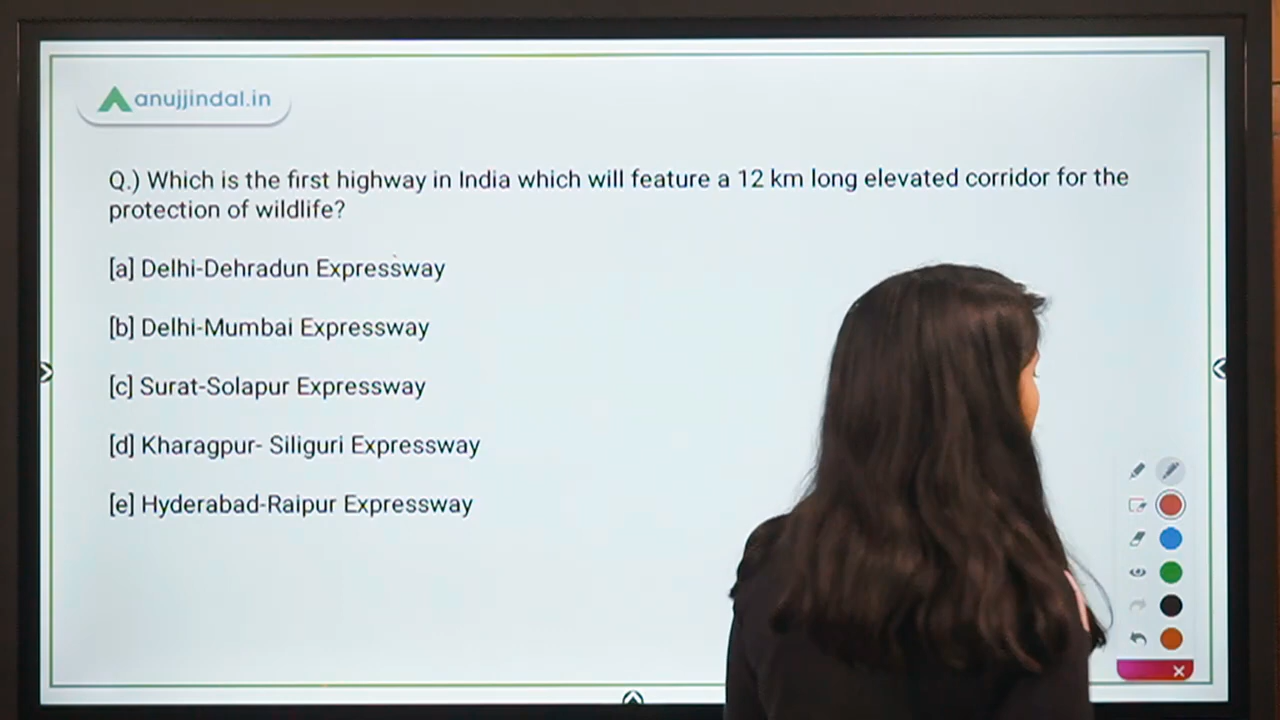 anujjindal.in
Q.) Which is the first highway in India which will feature a 12 km long elevated corridor for the
protection of wildlife?
[a] Delhi-Dehradun Expressway
[b] Delhi-Mumbai Expressway
[c] Surat-Solapur Expressway
[d] Kharagpur- Siliguri Expressway
[e] Hyderabad-Raipur Expressway